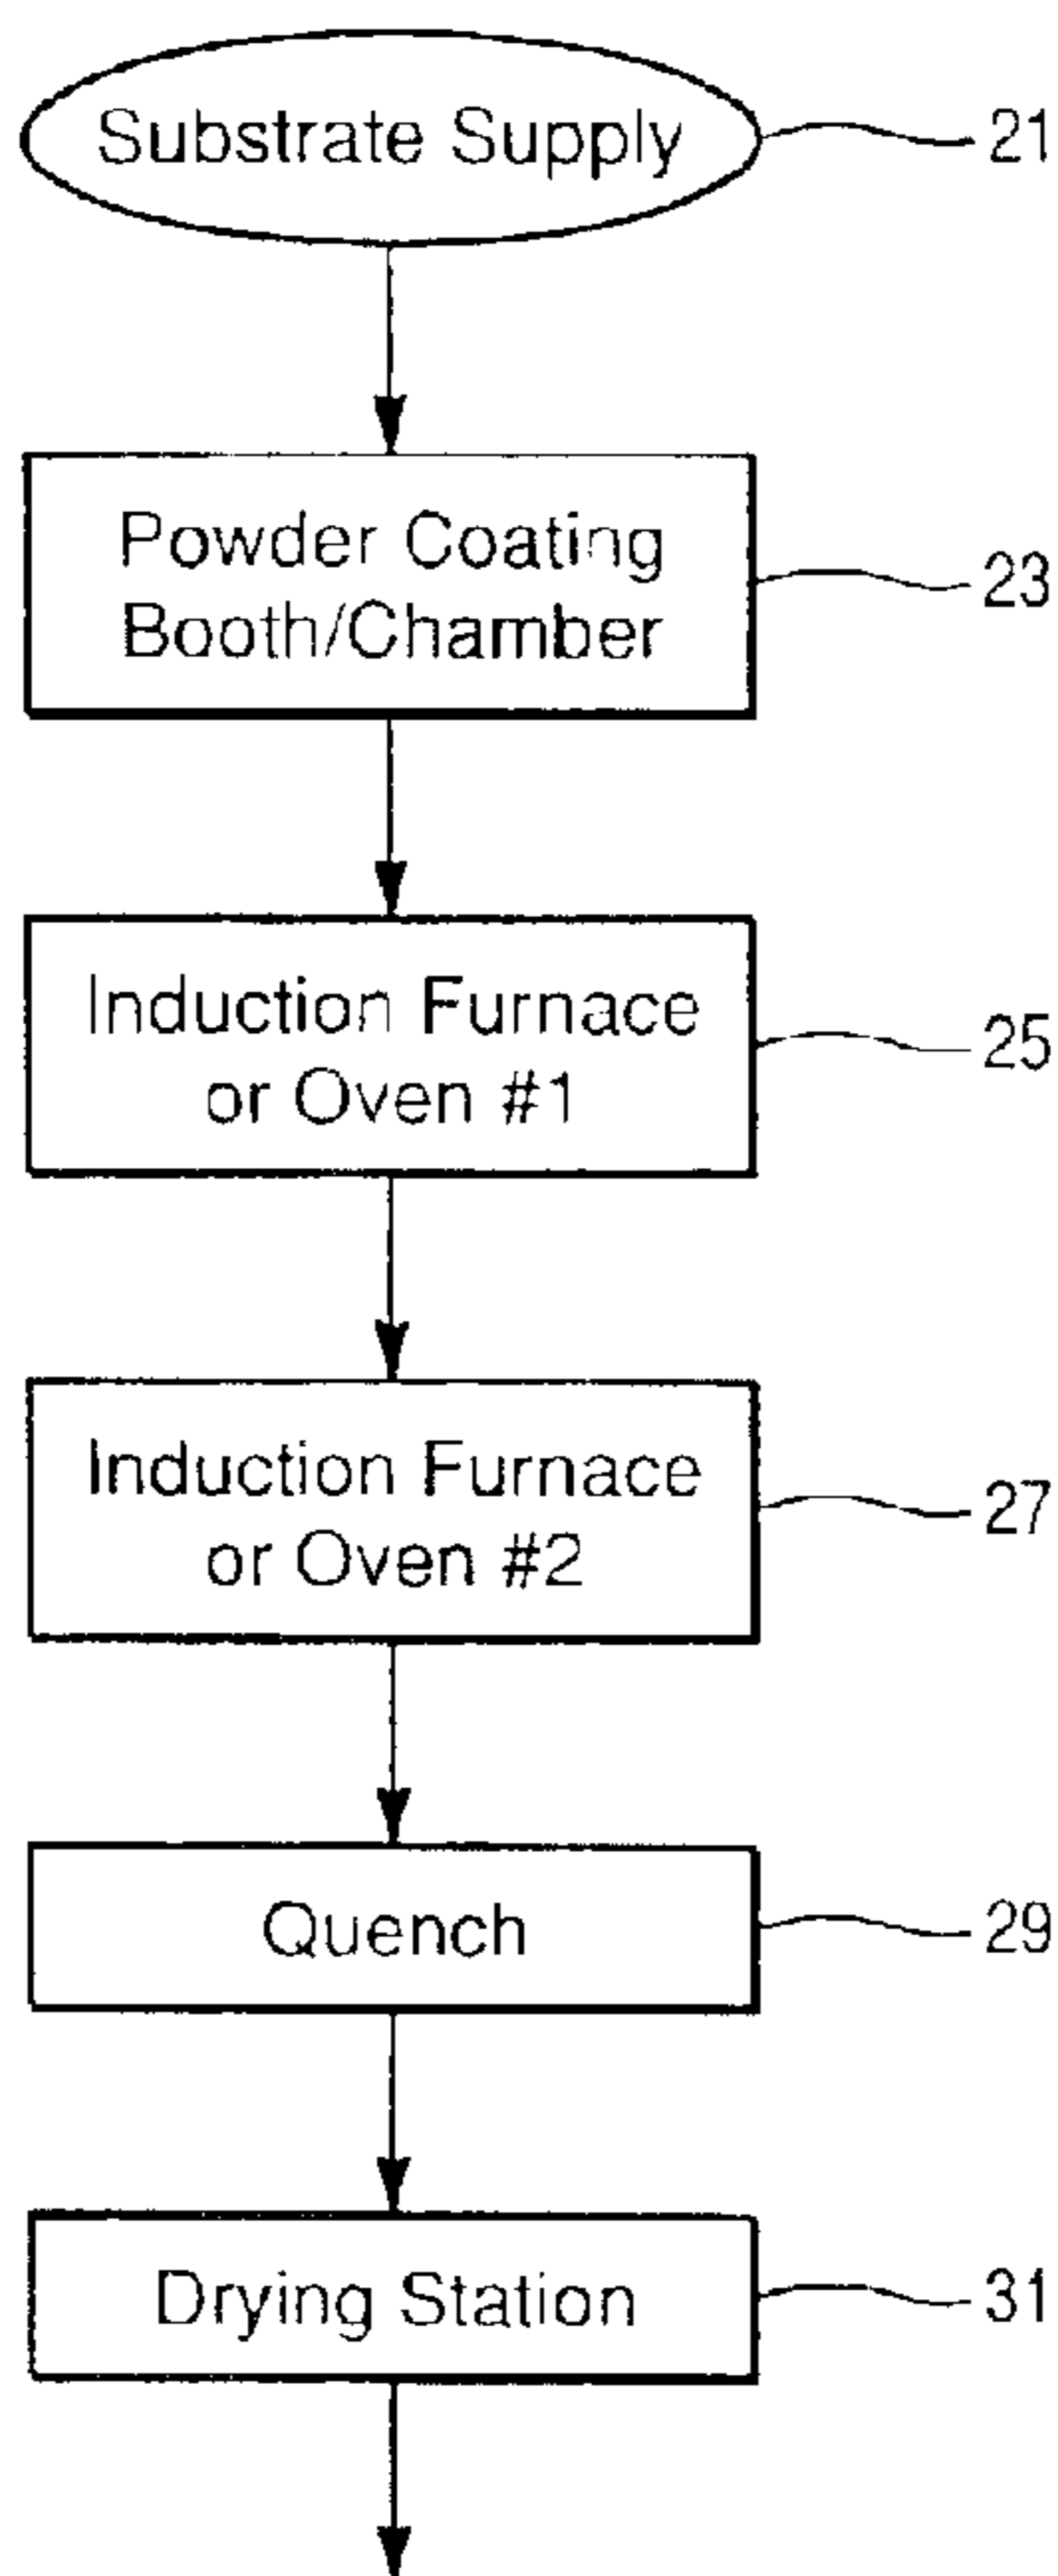 Substrate Supply
21
Powder Coating
Booth/Chamber
23
Induction Furnace
or Oven #1
25
Induction Furnace
or Oven #2
27
Quench
29
Drying Station
31